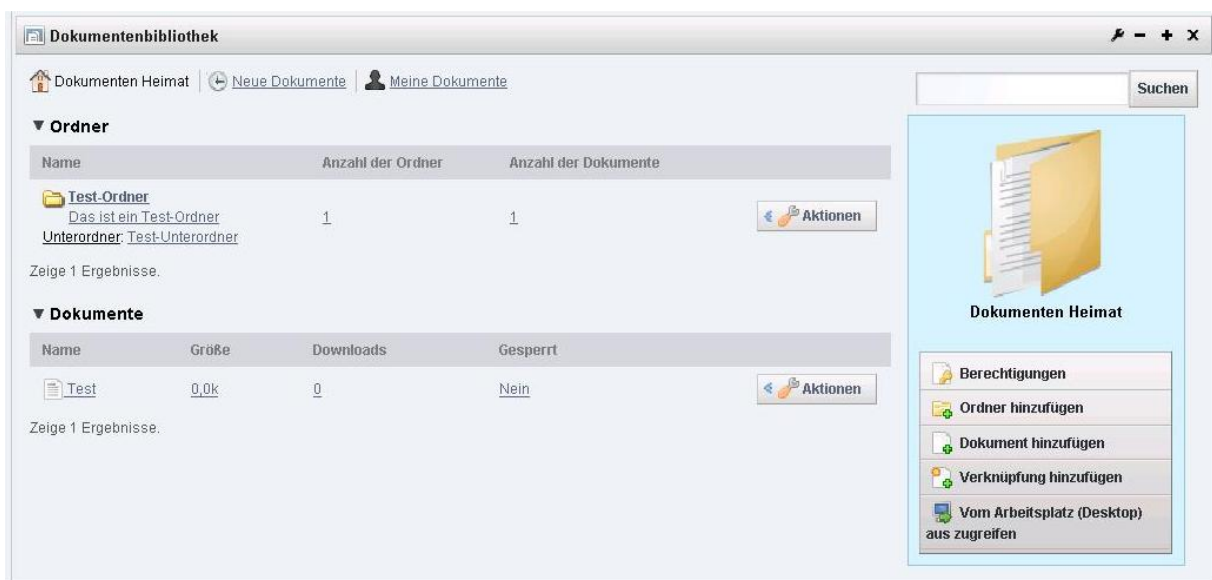 Dokumentenbibliothek
Dokumenten Heimat Neue Dokumente Meine Dokumente
Suchen
Ordner
Name Anzahl der Ordner Anzahl der Dokumente
Test-Ordner
Das ist ein Test-Ordner 1 1 Aktionen
Unterordner: Test-Unterordner
Zeige 1 Ergebnisse.
Dokumente
Name Größe Downloads Gesperrt
Test 0,0k 0 Nein Aktionen
Zeige 1 Ergebnisse.
Dokumenten Heimat
Berechtigungen
Ordner hinzufügen
Dokument hinzufügen
Verknüpfung hinzufügen
Vom Arbeitsplatz (Desktop)
aus zugreifen